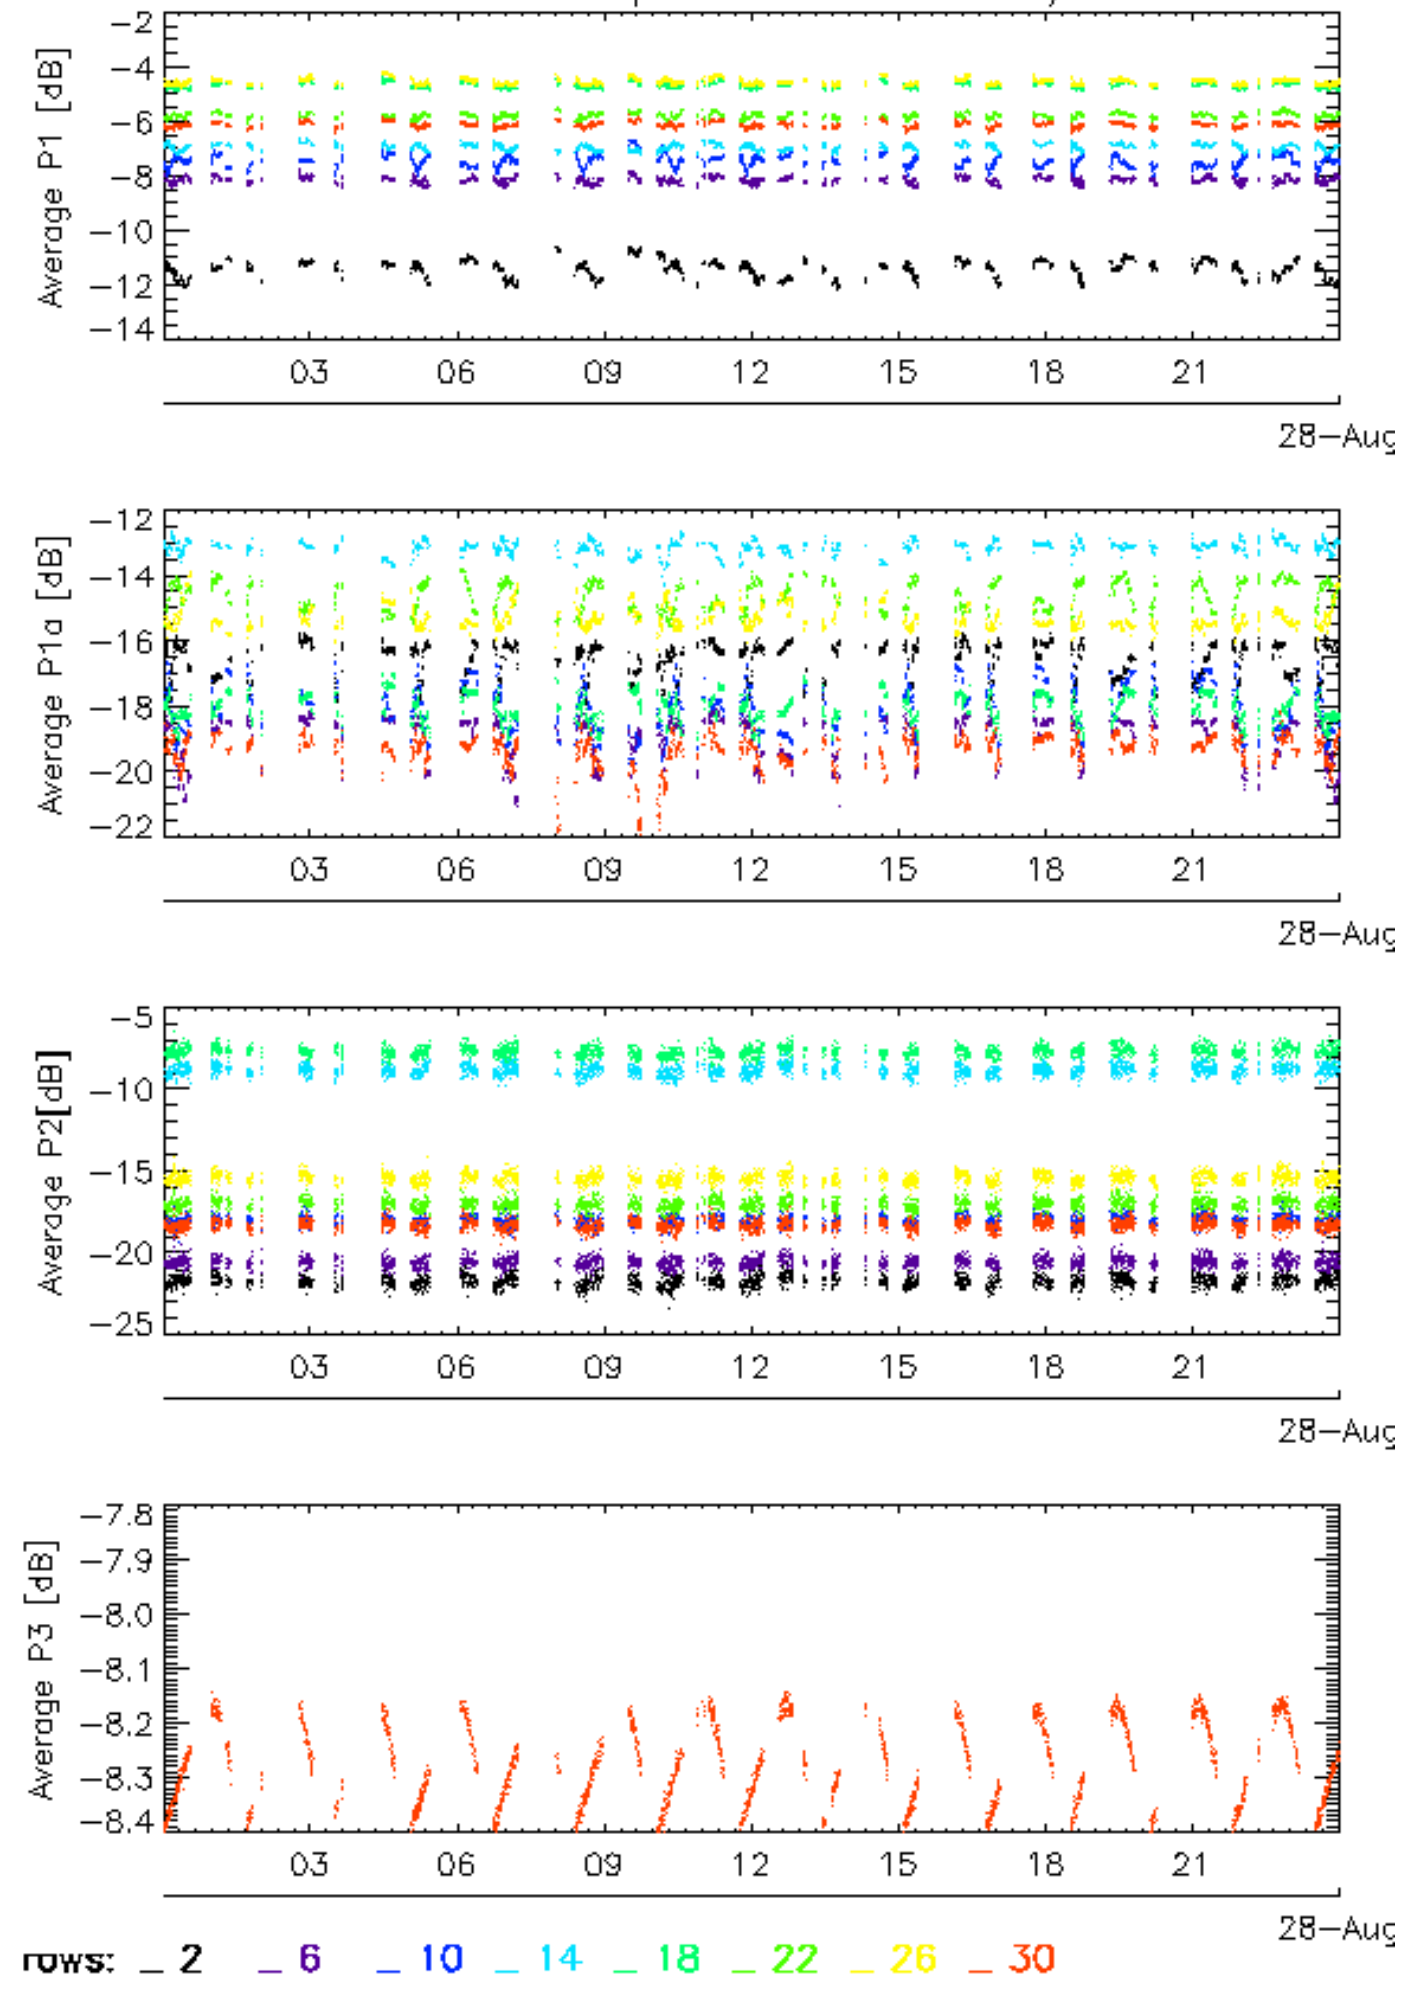 Average P1 [dB]
−2
−4
−6
−8
−10
−12
−14
03 06 09 12 15 18 21
28−Aug
Average P1a [dB]
−12
−14
−16
−18
−20
−22
03 06 09 12 15 18 21
28−Aug
Average P2[dB]
−5
−10
−15
−20
−25
03 06 09 12 15 18 21
28−Aug
Average P3 [dB]
−7.8
−7.9
−8.0
−8.1
−8.2
−8.3
−8.4
03 06 09 12 15 18 21
28−Aug
rows: _ 2 _ 6 _ 10 _ 14 _ 18 _ 22 _ 26 _ 30